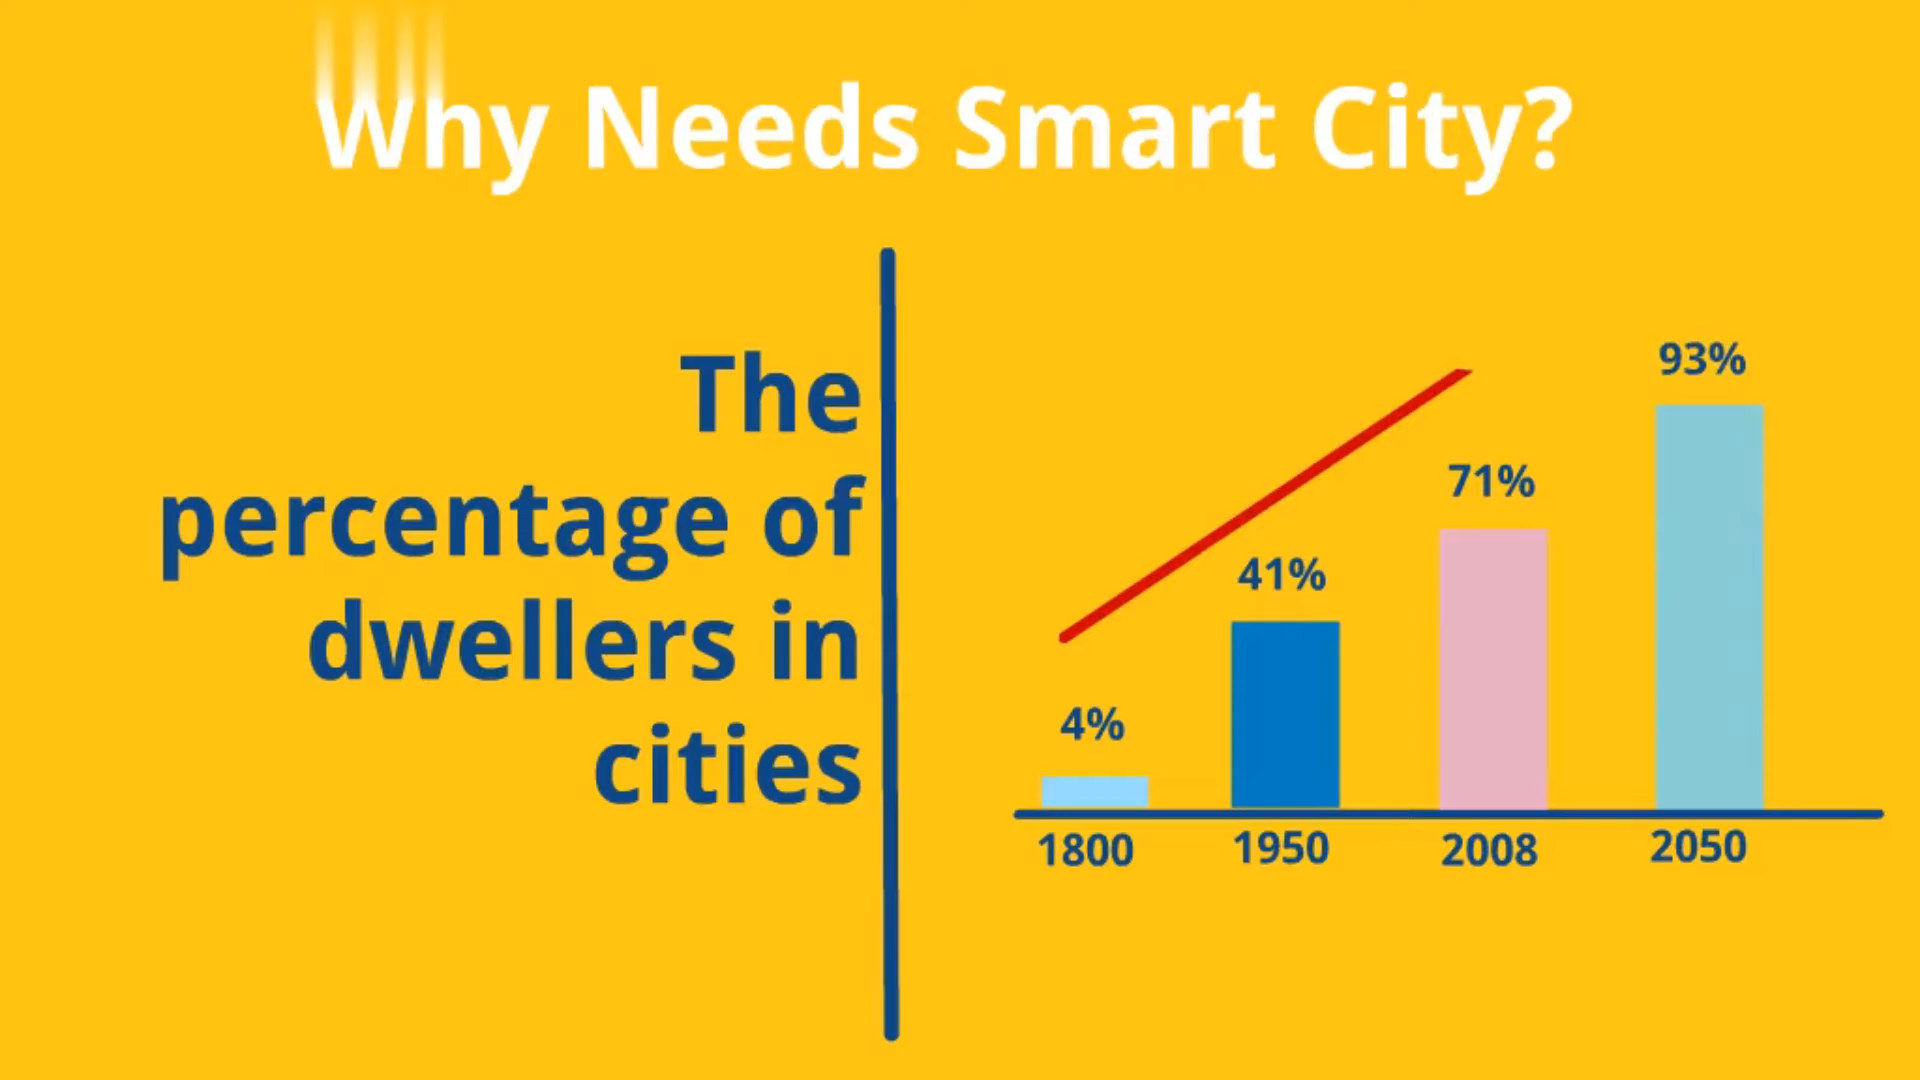 Why Needs Smart City?
The
percentage of
dwellers in
cities
93%
71%
41%
4%
1800 1950 2008 2050